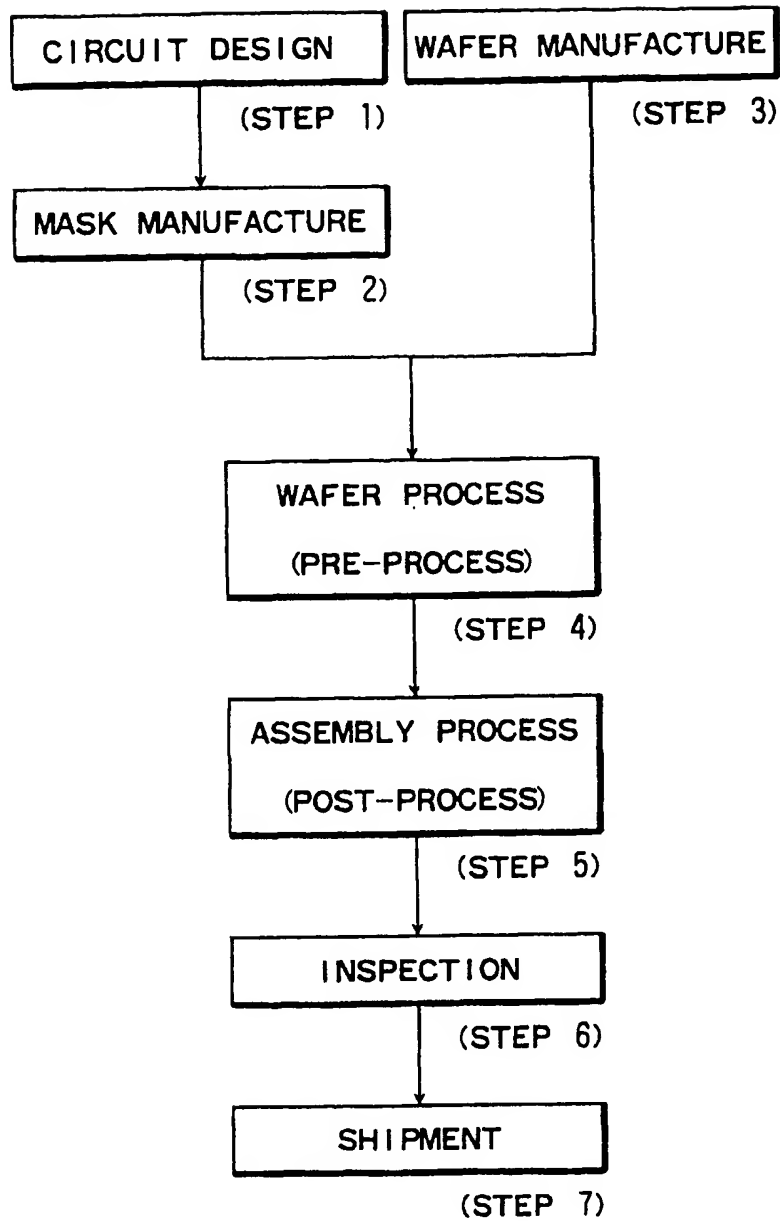 CIRCUIT DESIGN
WAFER MANUFACTURE
(STEP 1)
(STEP 3)
MASK MANUFACTURE
(STEP 2)
WAFER PROCESS
(PRE-PROCESS)
(STEP 4)
ASSEMBLY PROCESS
(POST-PROCESS)
(STEP 5)
INSPECTION
(STEP 6)
SHIPMENT
(STEP 7)